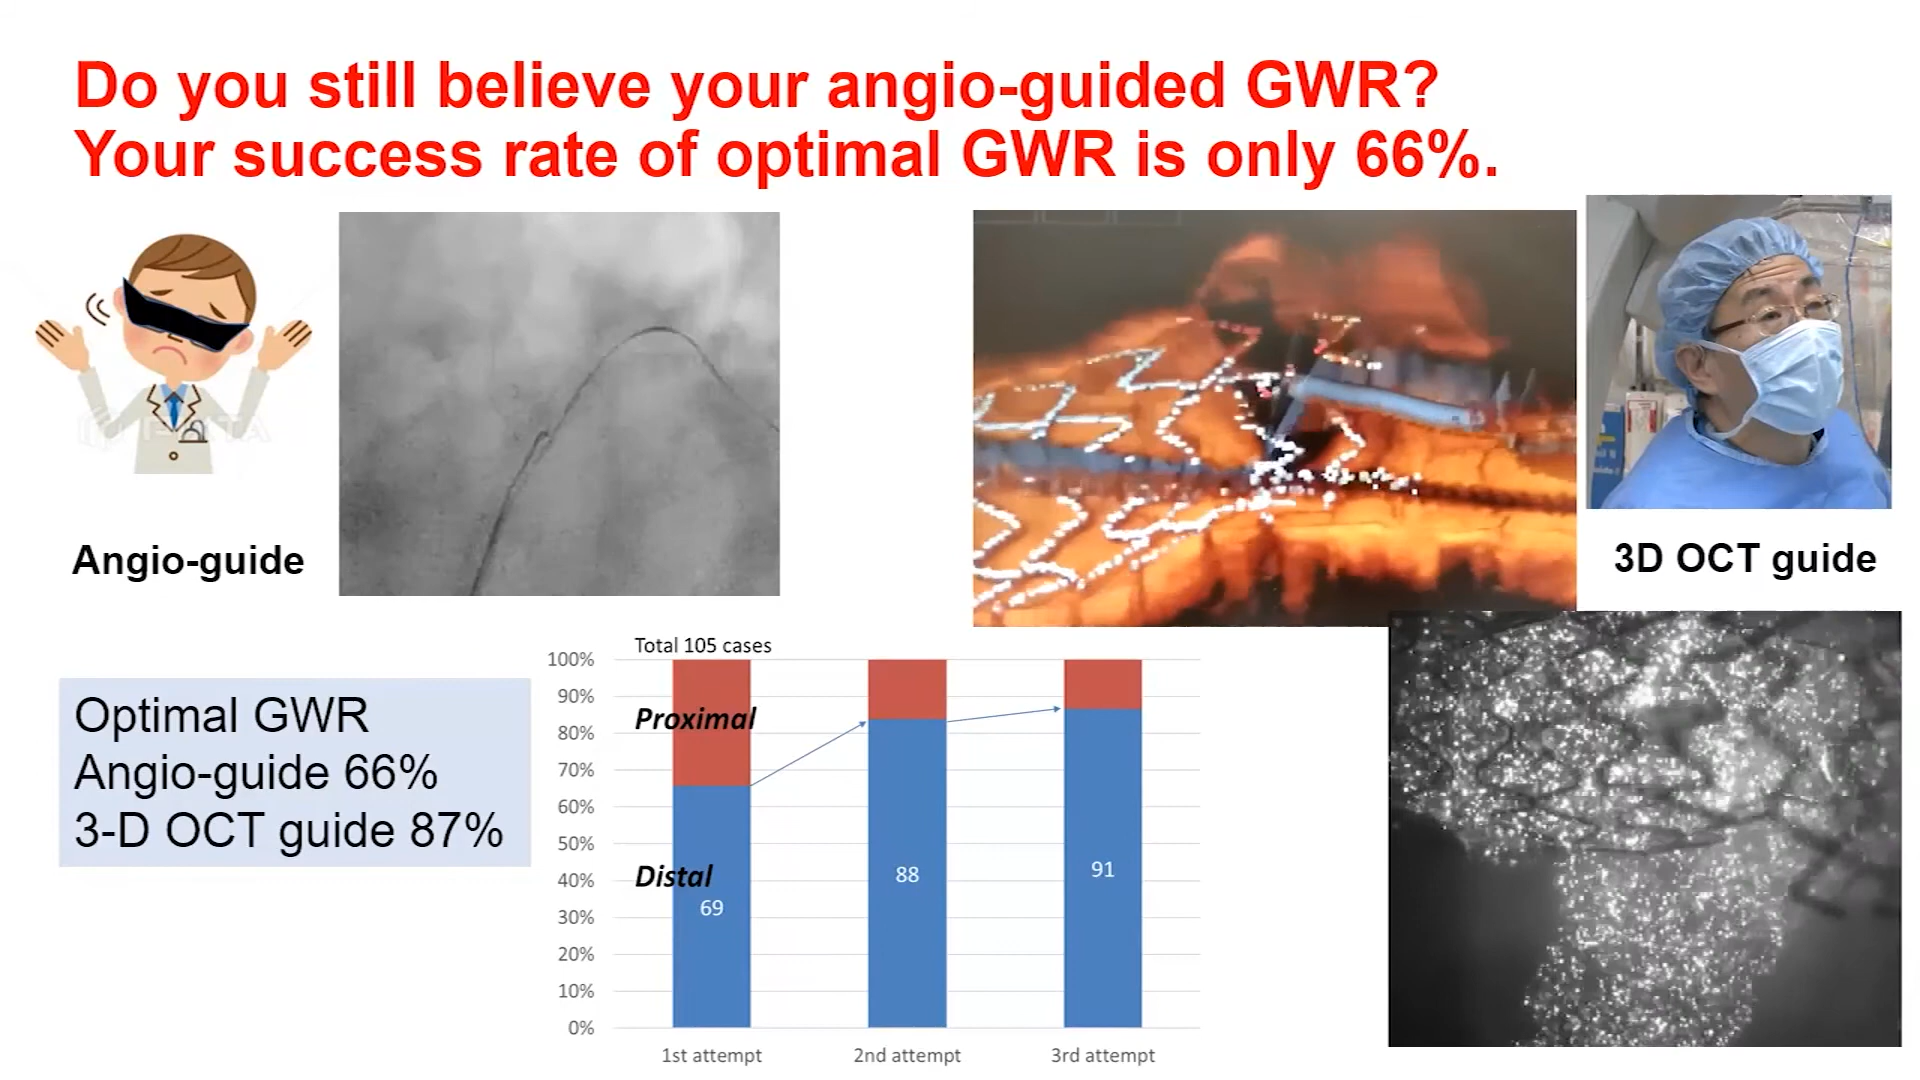 Do you still believe your angio-guided GWR?
Your success rate of optimal GWR is only 66%.
Angio-guide
3D OCT guide
Optimal GWR
Angio-guide 66%
3-D OCT guide 87%
Total 105 cases
100%
90%
80%
70%
60%
50%
40%
30%
20%
10%
0%
Proximal
Distal
69
88
91
1st attempt
2nd attempt
3rd attempt